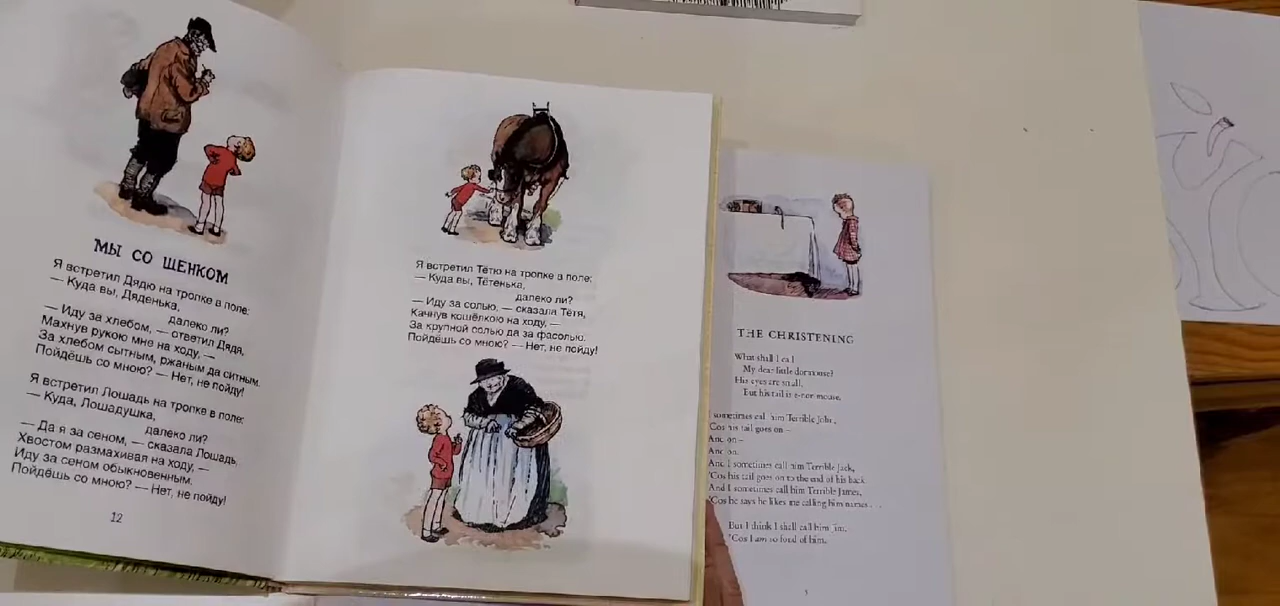 МЫ СО ЩЕНКОМ
Я встретил Дядю на тропке в поле:
— Куда вы, Дяденька,
далеко ли?
— Иду за хлебом, — ответил Дядя,
Махнув рукою мне на ходу, —
За хлебом сытным, ржаным да ситным.
Пойдёшь со мною? — Нет, не пойду!
Я встретил Лошадь на тропке в поле:
— Куда, Лошадушка,
далеко ли?
— Да я за сеном, — сказала Лошадь,
Хвостом размахивая на ходу, —
Иду за сеном обыкновенным.
Пойдёшь со мною? — Нет, не пойду!
12
Я встретил Тётю на тропке в поле:
— Куда вы, Тётенька,
далеко ли?
— Иду за солью, — сказала Тётя,
Качнув кошёлкою на ходу, —
За крупной солью да за фасолью.
Пойдёшь со мною? — Нет, не пойду!
THE CHRISTENING
What shall I call
My dear little dormouse?
His eyes are small,
But his tail is e-nor-mouse.
I sometimes call him Terrible John,
'Cos his tail goes on –
And on –
And on.
And I sometimes call him Terrible Jack,
'Cos his tail goes on to the end of his back.
And I sometimes call him Terrible James,
'Cos he says he likes me calling him names . . .
But I think I shall call him Jim,
'Cos I am so fond of him.